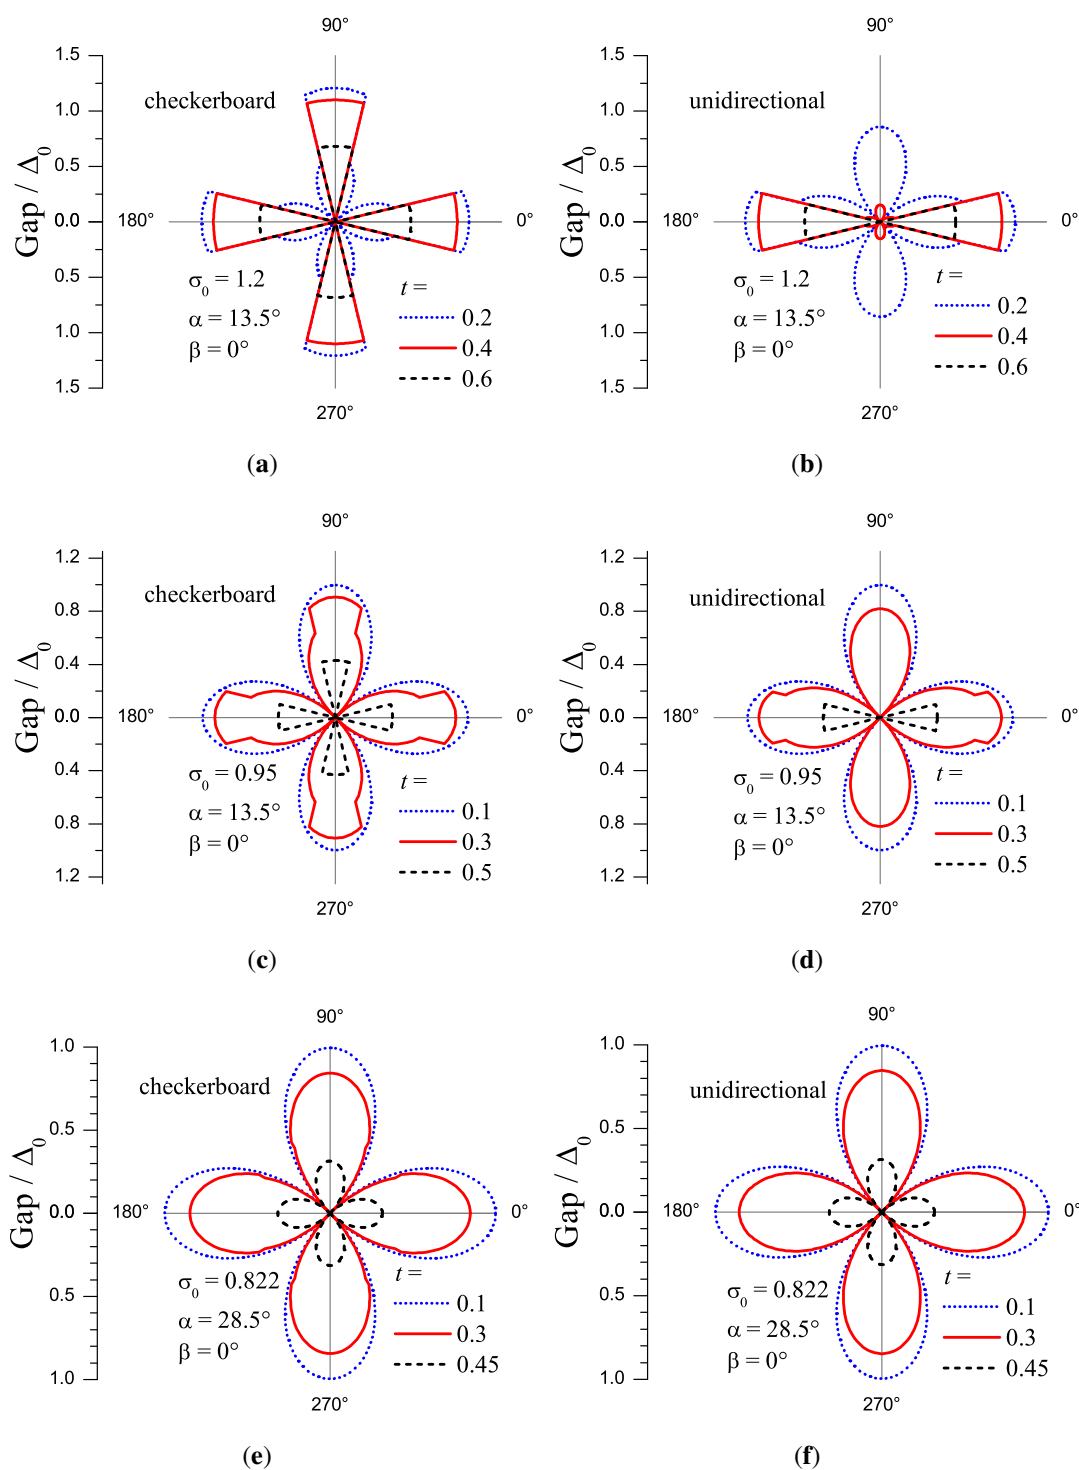 90°
1.5
1.0
0.5
0.0
0.5
1.0
1.5
Gap / Δ0
checkerboard
180°
0°
σ0 = 1.2
α = 13.5°
β = 0°
t =
0.2
0.4
0.6
270°
(a)
90°
1.5
1.0
0.5
0.0
0.5
1.0
1.5
Gap / Δ0
unidirectional
180°
0°
σ0 = 1.2
α = 13.5°
β = 0°
t =
0.2
0.4
0.6
270°
(b)
90°
1.2
0.8
0.4
0.0
0.4
0.8
1.2
Gap / Δ0
checkerboard
180°
0°
σ0 = 0.95
α = 13.5°
β = 0°
t =
0.1
0.3
0.5
270°
(c)
90°
1.2
0.8
0.4
0.0
0.4
0.8
1.2
Gap / Δ0
unidirectional
180°
0°
σ0 = 0.95
α = 13.5°
β = 0°
t =
0.1
0.3
0.5
270°
(d)
90°
1.0
0.5
0.0
0.5
1.0
Gap / Δ0
checkerboard
180°
0°
σ0 = 0.822
α = 28.5°
β = 0°
t =
0.1
0.3
0.45
270°
(e)
90°
1.0
0.5
0.0
0.5
1.0
Gap / Δ0
unidirectional
180°
0°
σ0 = 0.822
α = 28.5°
β = 0°
t =
0.1
0.3
0.45
270°
(f)